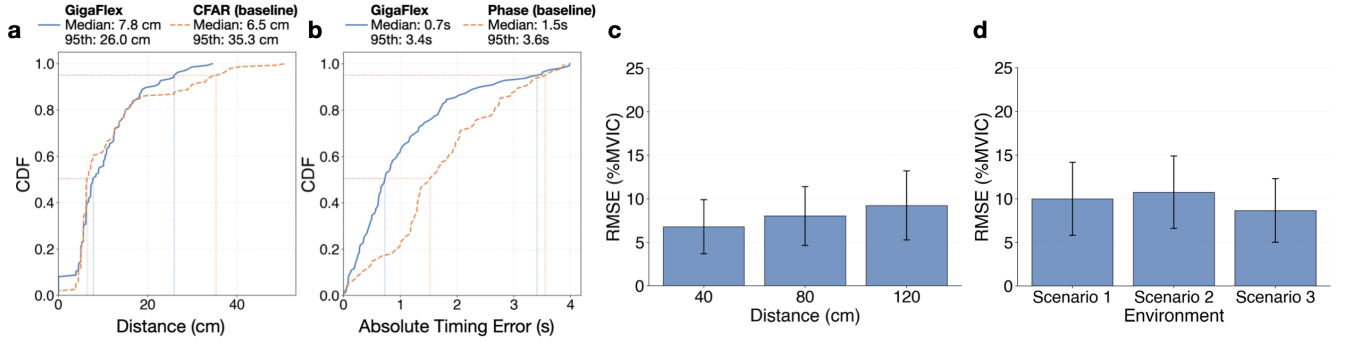 a
GigaFlex
Median: 7.8 cm
95th: 26.0 cm
CFAR (baseline)
Median: 6.5 cm
95th: 35.3 cm
CDF
1.0
0.8
0.6
0.4
0.2
0.0
0 20 40
Distance (cm)
b
GigaFlex
Median: 0.7s
95th: 3.4s
Phase (baseline)
Median: 1.5s
95th: 3.6s
CDF
1.0
0.8
0.6
0.4
0.2
0.0
0 1 2 3 4
Absolute Timing Error (s)
c
RMSE (%MVIC)
25
20
15
10
5
0
40 80 120
Distance (cm)
d
RMSE (%MVIC)
25
20
15
10
5
0
Scenario 1 Scenario 2 Scenario 3
Environment